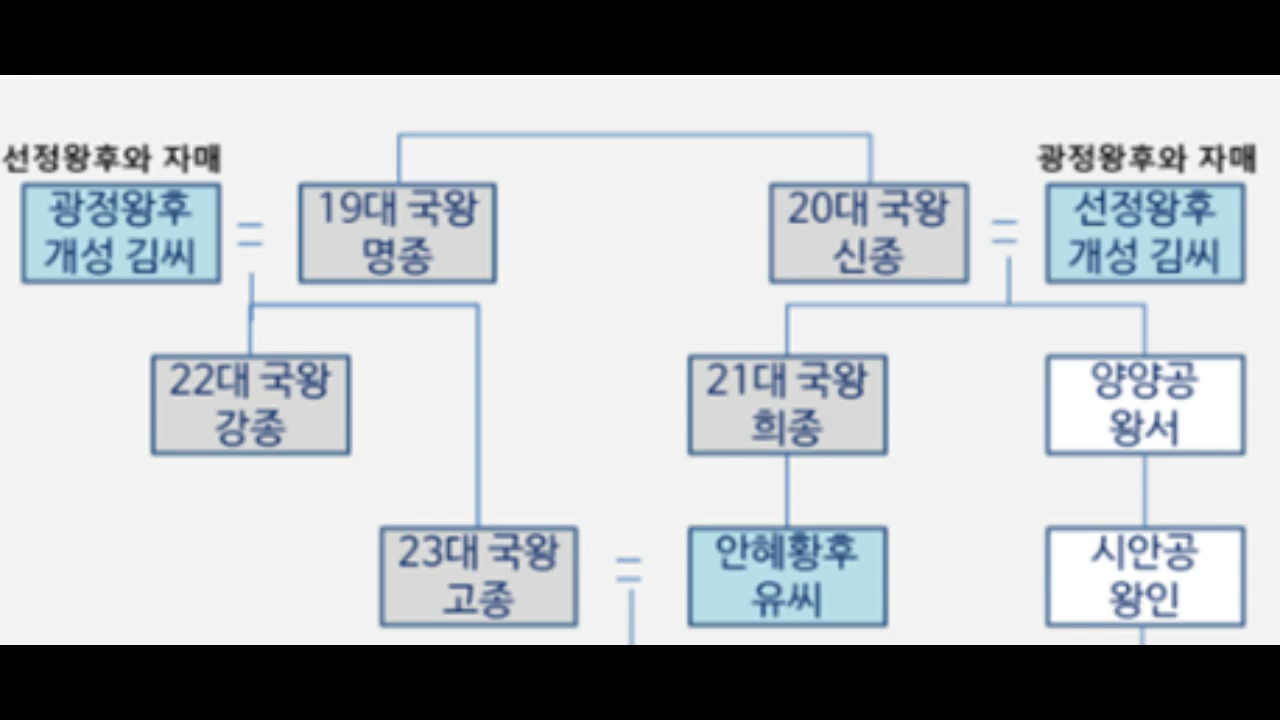 선정왕후와 자매
광정왕후와 자매
광정왕후
개성 김씨
19대 국왕
명종
20대 국왕
신종
선정왕후
개성 김씨
22대 국왕
강종
21대 국왕
희종
양양공
왕서
23대 국왕
고종
안혜황후
유씨
시안공
왕인